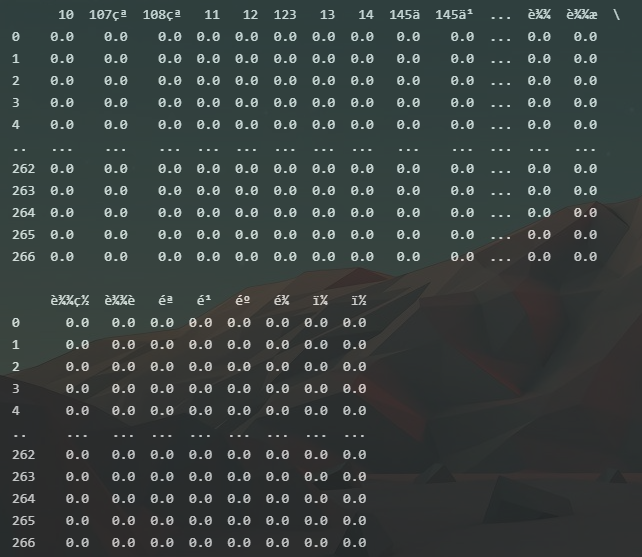 10 107çª 108çª 11 12 123 13 14 145ä 145ä¹ ... è¾¾ è¾¾æ \
0 0.0 0.0 0.0 0.0 0.0 0.0 0.0 0.0 0.0 0.0 ... 0.0 0.0
1 0.0 0.0 0.0 0.0 0.0 0.0 0.0 0.0 0.0 0.0 ... 0.0 0.0
2 0.0 0.0 0.0 0.0 0.0 0.0 0.0 0.0 0.0 0.0 ... 0.0 0.0
3 0.0 0.0 0.0 0.0 0.0 0.0 0.0 0.0 0.0 0.0 ... 0.0 0.0
4 0.0 0.0 0.0 0.0 0.0 0.0 0.0 0.0 0.0 0.0 ... 0.0 0.0
.. ... ... ... ... ... ... ... ... ... ... ... ... ...
262 0.0 0.0 0.0 0.0 0.0 0.0 0.0 0.0 0.0 0.0 ... 0.0 0.0
263 0.0 0.0 0.0 0.0 0.0 0.0 0.0 0.0 0.0 0.0 ... 0.0 0.0
264 0.0 0.0 0.0 0.0 0.0 0.0 0.0 0.0 0.0 0.0 ... 0.0 0.0
265 0.0 0.0 0.0 0.0 0.0 0.0 0.0 0.0 0.0 0.0 ... 0.0 0.0
266 0.0 0.0 0.0 0.0 0.0 0.0 0.0 0.0 0.0 0.0 ... 0.0 0.0
è¾¾ç½ è¾¾è éª é¹ éº é¾ ï¼ ï½
0 0.0 0.0 0.0 0.0 0.0 0.0 0.0 0.0
1 0.0 0.0 0.0 0.0 0.0 0.0 0.0 0.0
2 0.0 0.0 0.0 0.0 0.0 0.0 0.0 0.0
3 0.0 0.0 0.0 0.0 0.0 0.0 0.0 0.0
4 0.0 0.0 0.0 0.0 0.0 0.0 0.0 0.0
.. ... ... ... ... ... ... ... ...
262 0.0 0.0 0.0 0.0 0.0 0.0 0.0 0.0
263 0.0 0.0 0.0 0.0 0.0 0.0 0.0 0.0
264 0.0 0.0 0.0 0.0 0.0 0.0 0.0 0.0
265 0.0 0.0 0.0 0.0 0.0 0.0 0.0 0.0
266 0.0 0.0 0.0 0.0 0.0 0.0 0.0 0.0